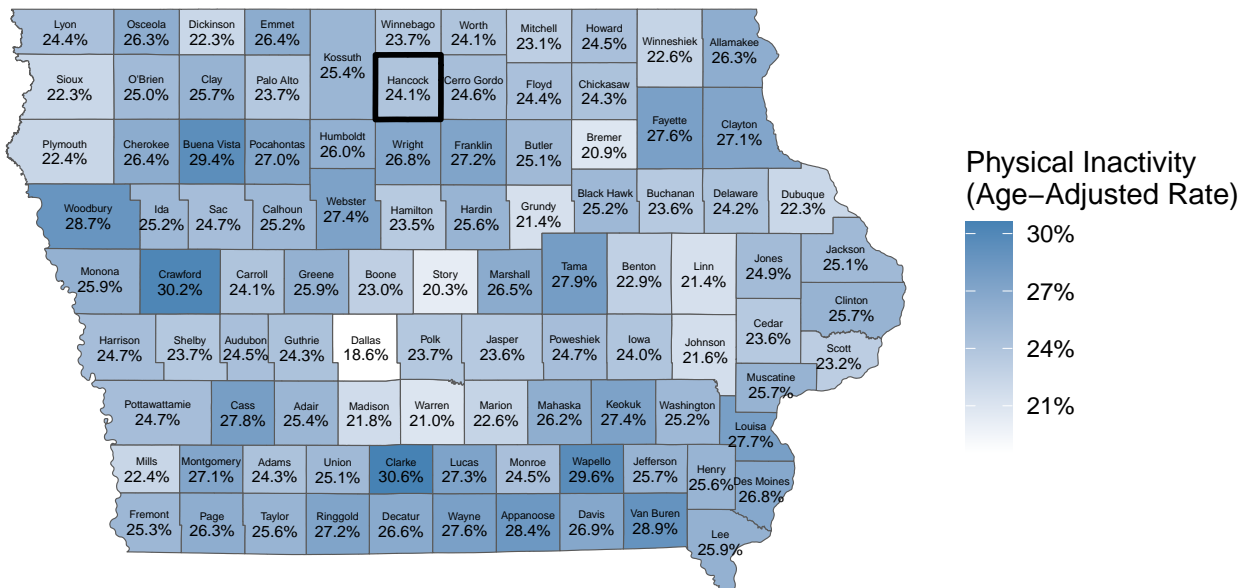 Lyon
24.4%
Osceola
26.3%
Dickinson
22.3%
Emmet
26.4%
Kossuth
25.4%
Winnebago
23.7%
Worth
24.1%
Mitchell
23.1%
Howard
24.5%
Winneshiek
22.6%
Allamakee
26.3%
Sioux
22.3%
O'Brien
25.0%
Clay
25.7%
Palo Alto
23.7%
Hancock
24.1%
Cerro Gordo
24.6%
Floyd
24.4%
Chickasaw
24.3%
Plymouth
22.4%
Cherokee
26.4%
Buena Vista
29.4%
Pocahontas
27.0%
Humboldt
26.0%
Wright
26.8%
Franklin
27.2%
Butler
25.1%
Bremer
20.9%
Fayette
27.6%
Clayton
27.1%
Woodbury
28.7%
Ida
25.2%
Sac
24.7%
Calhoun
25.2%
Webster
27.4%
Hamilton
23.5%
Hardin
25.6%
Grundy
21.4%
Black Hawk
25.2%
Buchanan
23.6%
Delaware
24.2%
Dubuque
22.3%
Monona
25.9%
Crawford
30.2%
Carroll
24.1%
Greene
25.9%
Boone
23.0%
Story
20.3%
Marshall
26.5%
Tama
27.9%
Benton
22.9%
Linn
21.4%
Jones
24.9%
Jackson
25.1%
Clinton
25.7%
Harrison
24.7%
Shelby
23.7%
Audubon
24.5%
Guthrie
24.3%
Dallas
18.6%
Polk
23.7%
Jasper
23.6%
Poweshiek
24.7%
Iowa
24.0%
Johnson
21.6%
Cedar
23.6%
Scott
23.2%
Muscatine
25.7%
Pottawattamie
24.7%
Cass
27.8%
Adair
25.4%
Madison
21.8%
Warren
21.0%
Marion
22.6%
Mahaska
26.2%
Keokuk
27.4%
Washington
25.2%
Louisa
27.7%
Mills
22.4%
Montgomery
27.1%
Adams
24.3%
Union
25.1%
Clarke
30.6%
Lucas
27.3%
Monroe
24.5%
Wapello
29.6%
Jefferson
25.7%
Henry
25.6%
Des Moines
26.8%
Fremont
25.3%
Page
26.3%
Taylor
25.6%
Ringgold
27.2%
Decatur
26.6%
Wayne
27.6%
Appanoose
28.4%
Davis
26.9%
Van Buren
28.9%
Lee
25.9%
Physical Inactivity
(Age−Adjusted Rate)
30%
27%
24%
21%